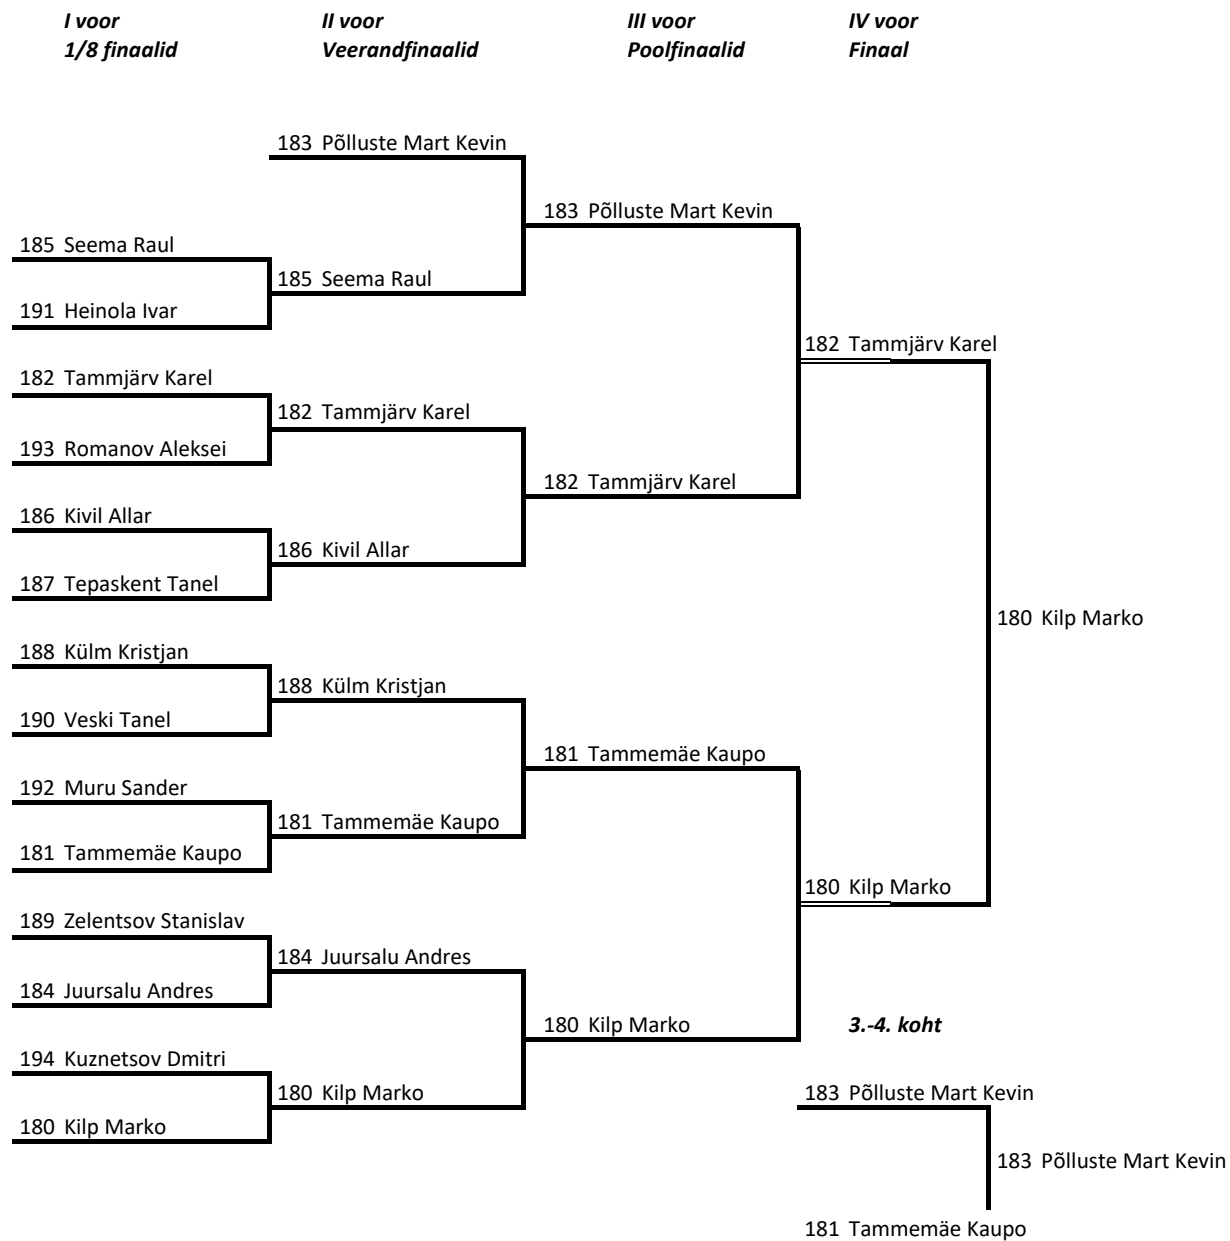 I voor
1/8 finaalid
II voor
Veerandfinaalid
III voor
Poolfinaalid
IV voor
Finaal
183 Põlluste Mart Kevin
183 Põlluste Mart Kevin
185 Seema Raul
185 Seema Raul
191 Heinola Ivar
182 Tammjärv Karel
182 Tammjärv Karel
182 Tammjärv Karel
193 Romanov Aleksei
182 Tammjärv Karel
186 Kivil Allar
186 Kivil Allar
187 Tepaskent Tanel
180 Kilp Marko
188 Külm Kristjan
188 Külm Kristjan
190 Veski Tanel
181 Tammemäe Kaupo
192 Muru Sander
181 Tammemäe Kaupo
181 Tammemäe Kaupo
180 Kilp Marko
189 Zelentsov Stanislav
184 Juursalu Andres
184 Juursalu Andres
180 Kilp Marko
3.-4. koht
194 Kuznetsov Dmitri
180 Kilp Marko
183 Põlluste Mart Kevin
180 Kilp Marko
183 Põlluste Mart Kevin
181 Tammemäe Kaupo